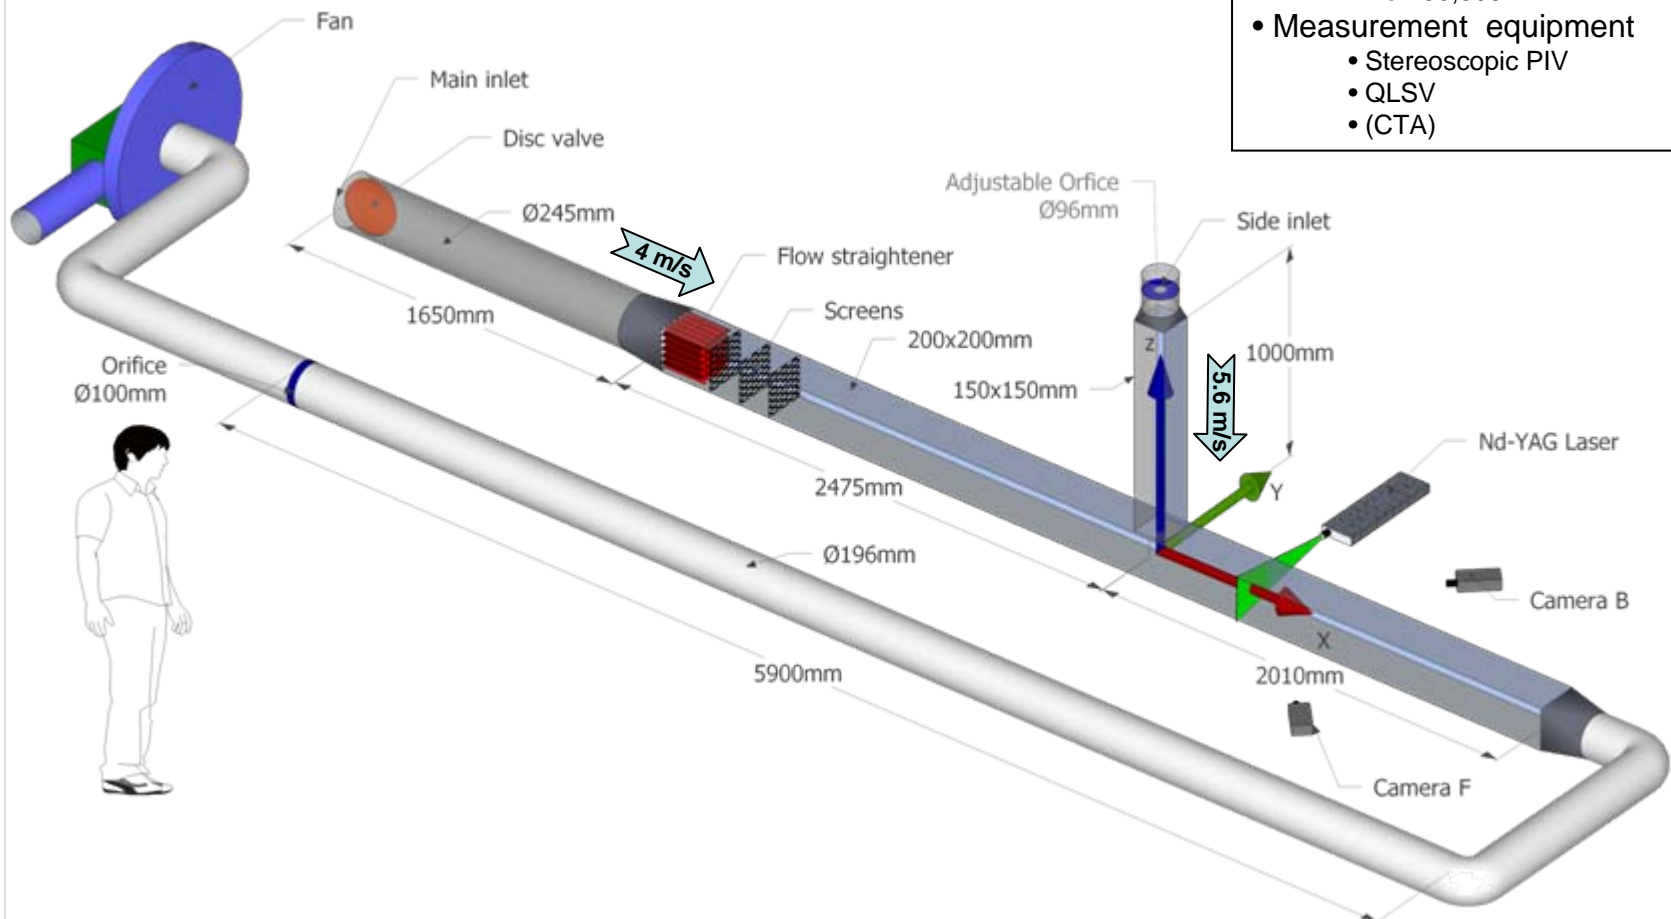 • Measurement equipment
• Stereoscopic PIV
• QLSV
• (CTA)
Fan
Main inlet
Disc valve
Ø245mm
4 m/s
Flow straightener
Screens
200x200mm
1650mm
Adjustable Orfice
Ø96mm
Side inlet
z
1000mm
150x150mm
5.6 m/s
Orifice
Ø100mm
2475mm
Y
Nd-YAG Laser
Ø196mm
Camera B
X
5900mm
2010mm
Camera F